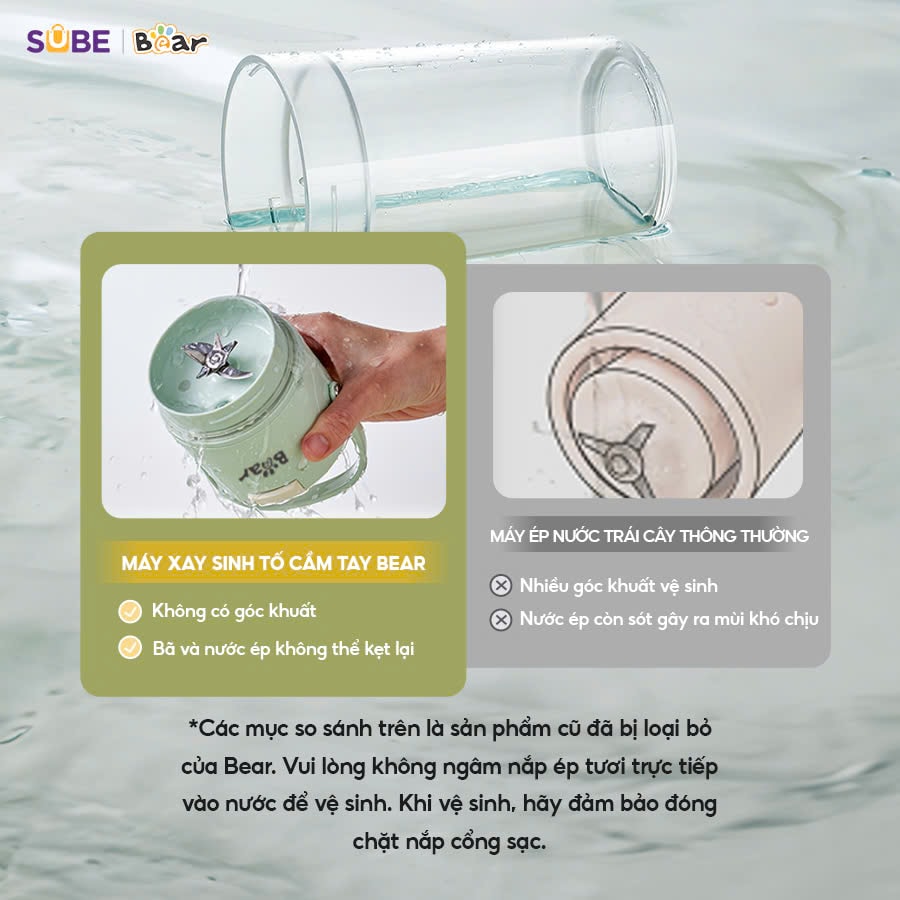 SUBE | Bear
Bear
MÁY XAY SINH TỐ CẦM TAY BEAR
Không có góc khuất
Bã và nước ép không thể kẹt lại
MÁY ÉP NƯỚC TRÁI CÂY THÔNG THƯỜNG
Nhiều góc khuất vệ sinh
Nước ép còn sót gây ra mùi khó chịu
*Các mục so sánh trên là sản phẩm cũ đã bị loại bỏ
của Bear. Vui lòng không ngâm nắp ép tươi trực tiếp
vào nước để vệ sinh. Khi vệ sinh, hãy đảm bảo đóng
chặt nắp cổng sạc.